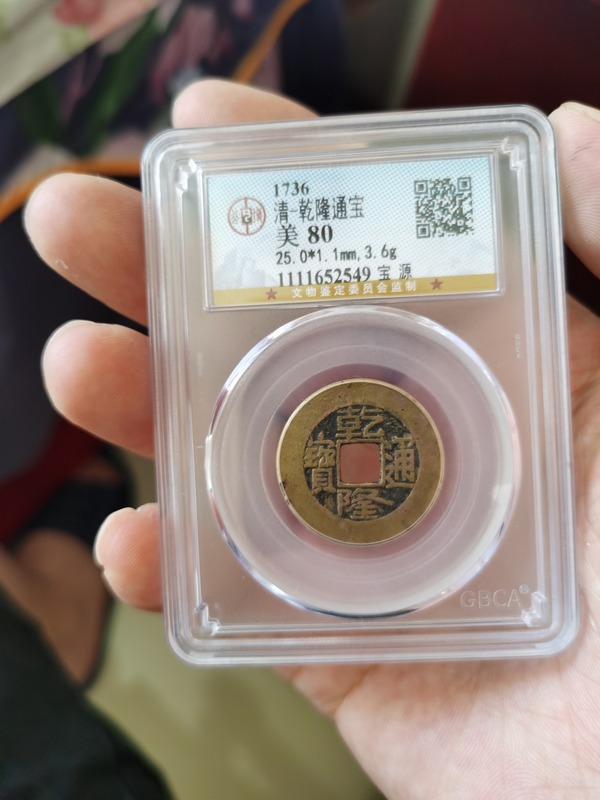 1736
清-乾隆通宝
美 80
25.0*1.1mm,3.6g
1111652549 宝 源
★ 文物鉴定委员会监制 ★
乾
寶 通
隆
GBCA®